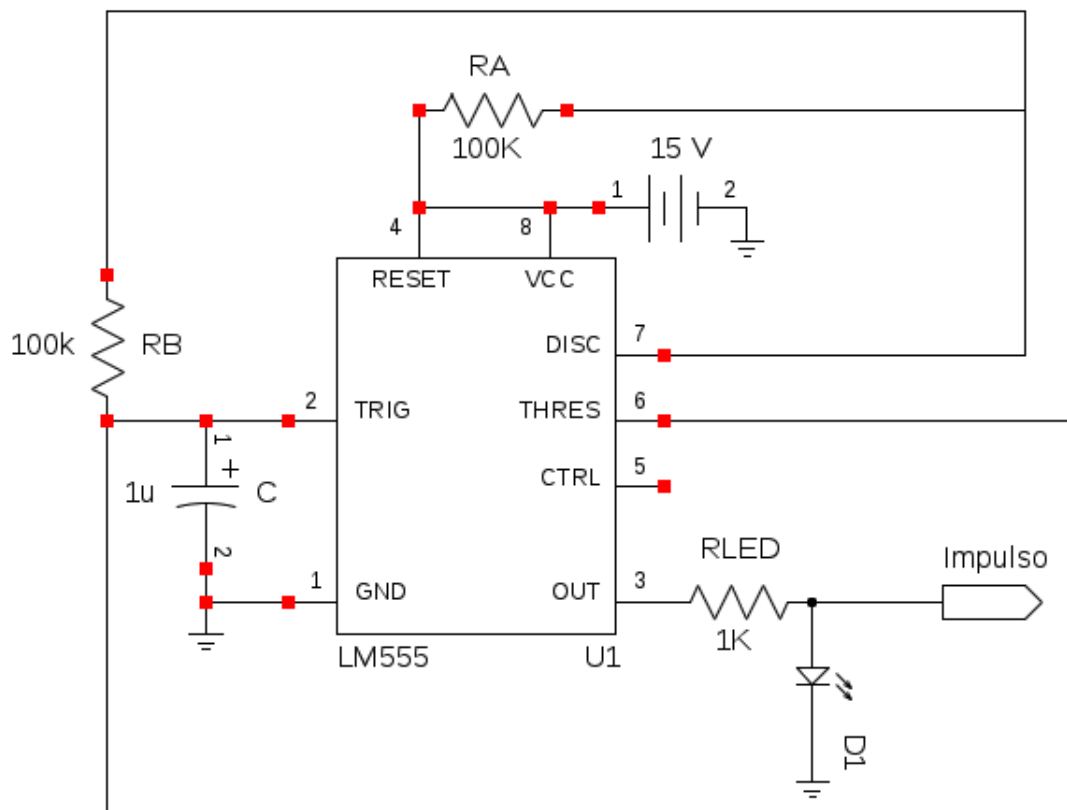 RA
100K
15 V
1
2
4
8
RESET
VCC
100k
RB
DISC
7
2
TRIG
THRES
6
1
1u
C
CTRL
5
2
1
GND
OUT
3
RLED
1K
Impulso
LM555
U1
D1